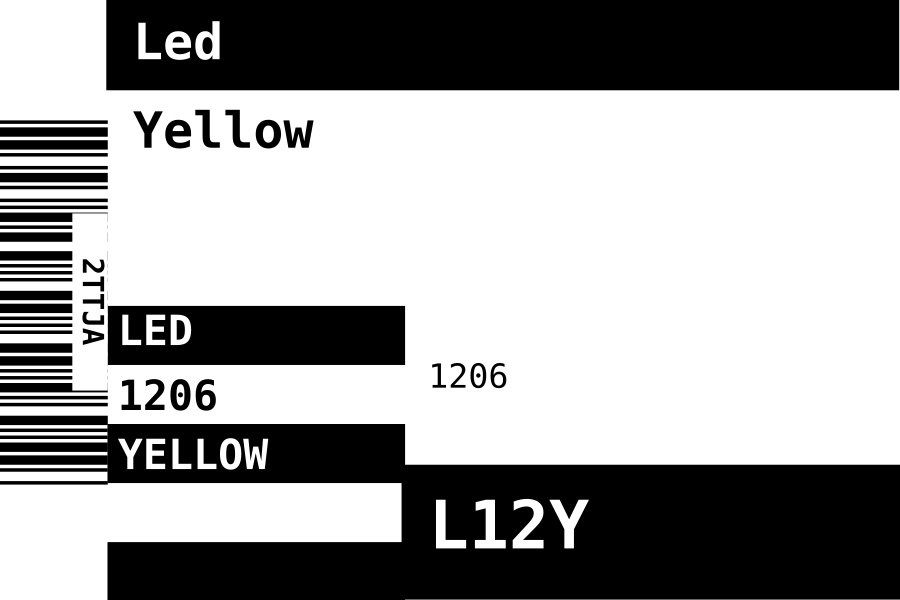 Led
Yellow
2TTJA
LED
1206
YELLOW
1206
L12Y